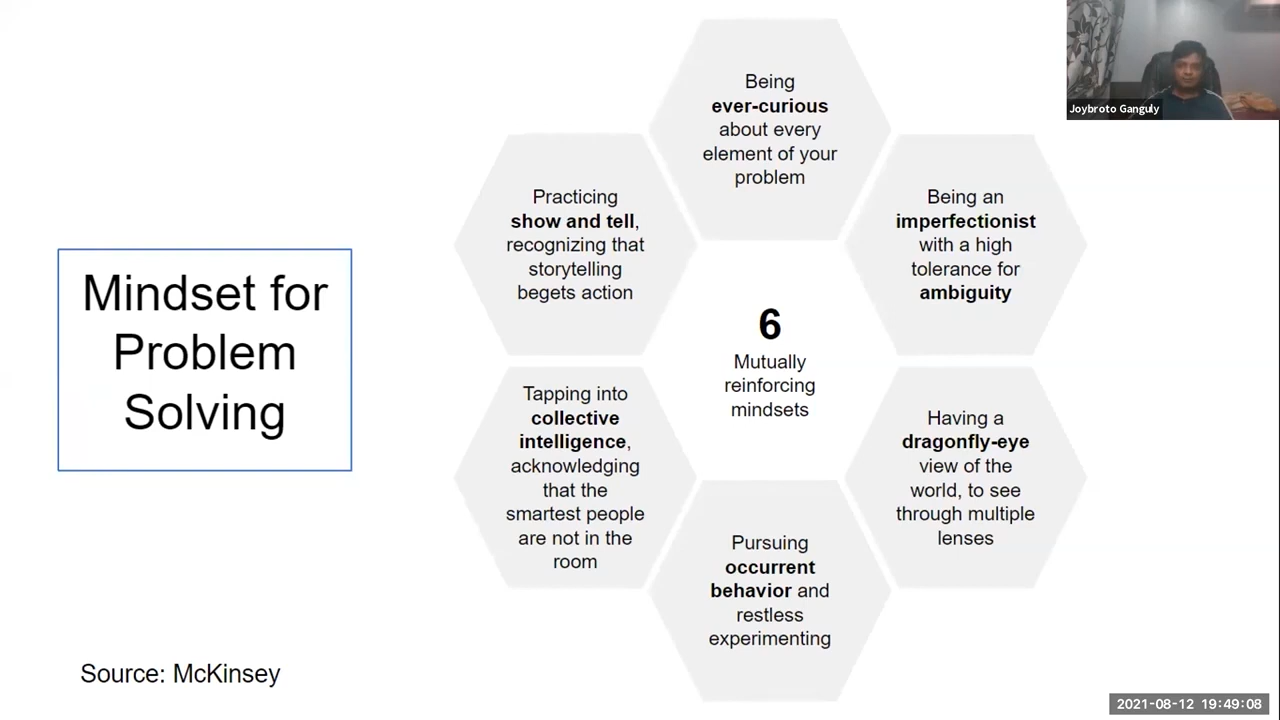 Mindset for
Problem
Solving
Source: McKinsey
Being
ever-curious
about every
element of your
problem
Being an
imperfectionist
with a high
tolerance for
ambiguity
Having a
dragonfly-eye
view of the
world, to see
through multiple
lenses
Pursuing
occurrent
behavior and
restless
experimenting
Tapping into
collective
intelligence,
acknowledging
that the
smartest people
are not in the
room
Practicing
show and tell,
recognizing that
storytelling
begets action
6
Mutually
reinforcing
mindsets
Joybroto Ganguly
2021-08-12 19:49:08